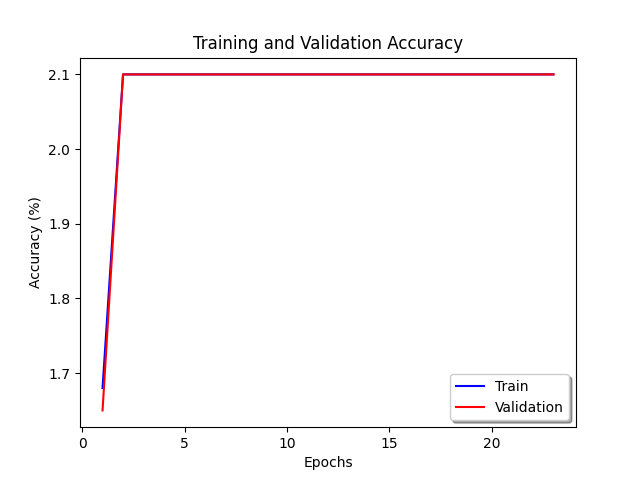 Training and Validation Accuracy
Accuracy (%)
2.1
2.0
1.9
1.8
1.7
Train
Validation
0 5 10 15 20
Epochs